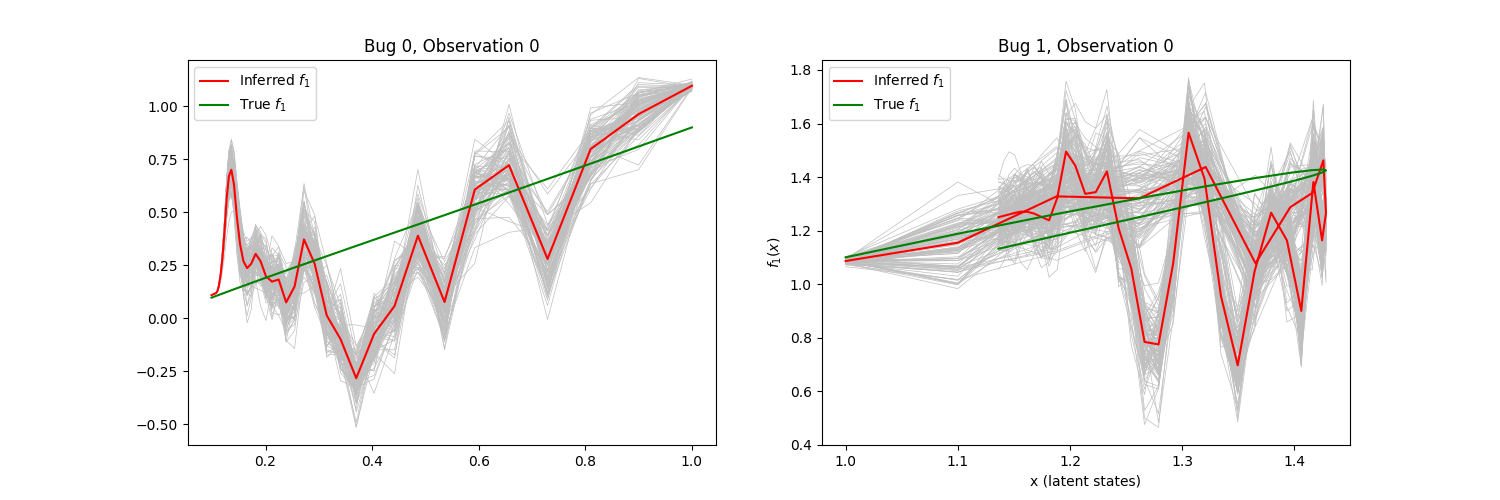 Bug 0, Observation 0
Inferred f₁
True f₁
1.00
0.75
0.50
0.25
0.00
−0.25
−0.50
0.2 0.4 0.6 0.8 1.0
Bug 1, Observation 0
Inferred f₁
True f₁
f₁(x)
1.8
1.6
1.4
1.2
1.0
0.8
0.6
0.4
1.0 1.1 1.2 1.3 1.4
x (latent states)